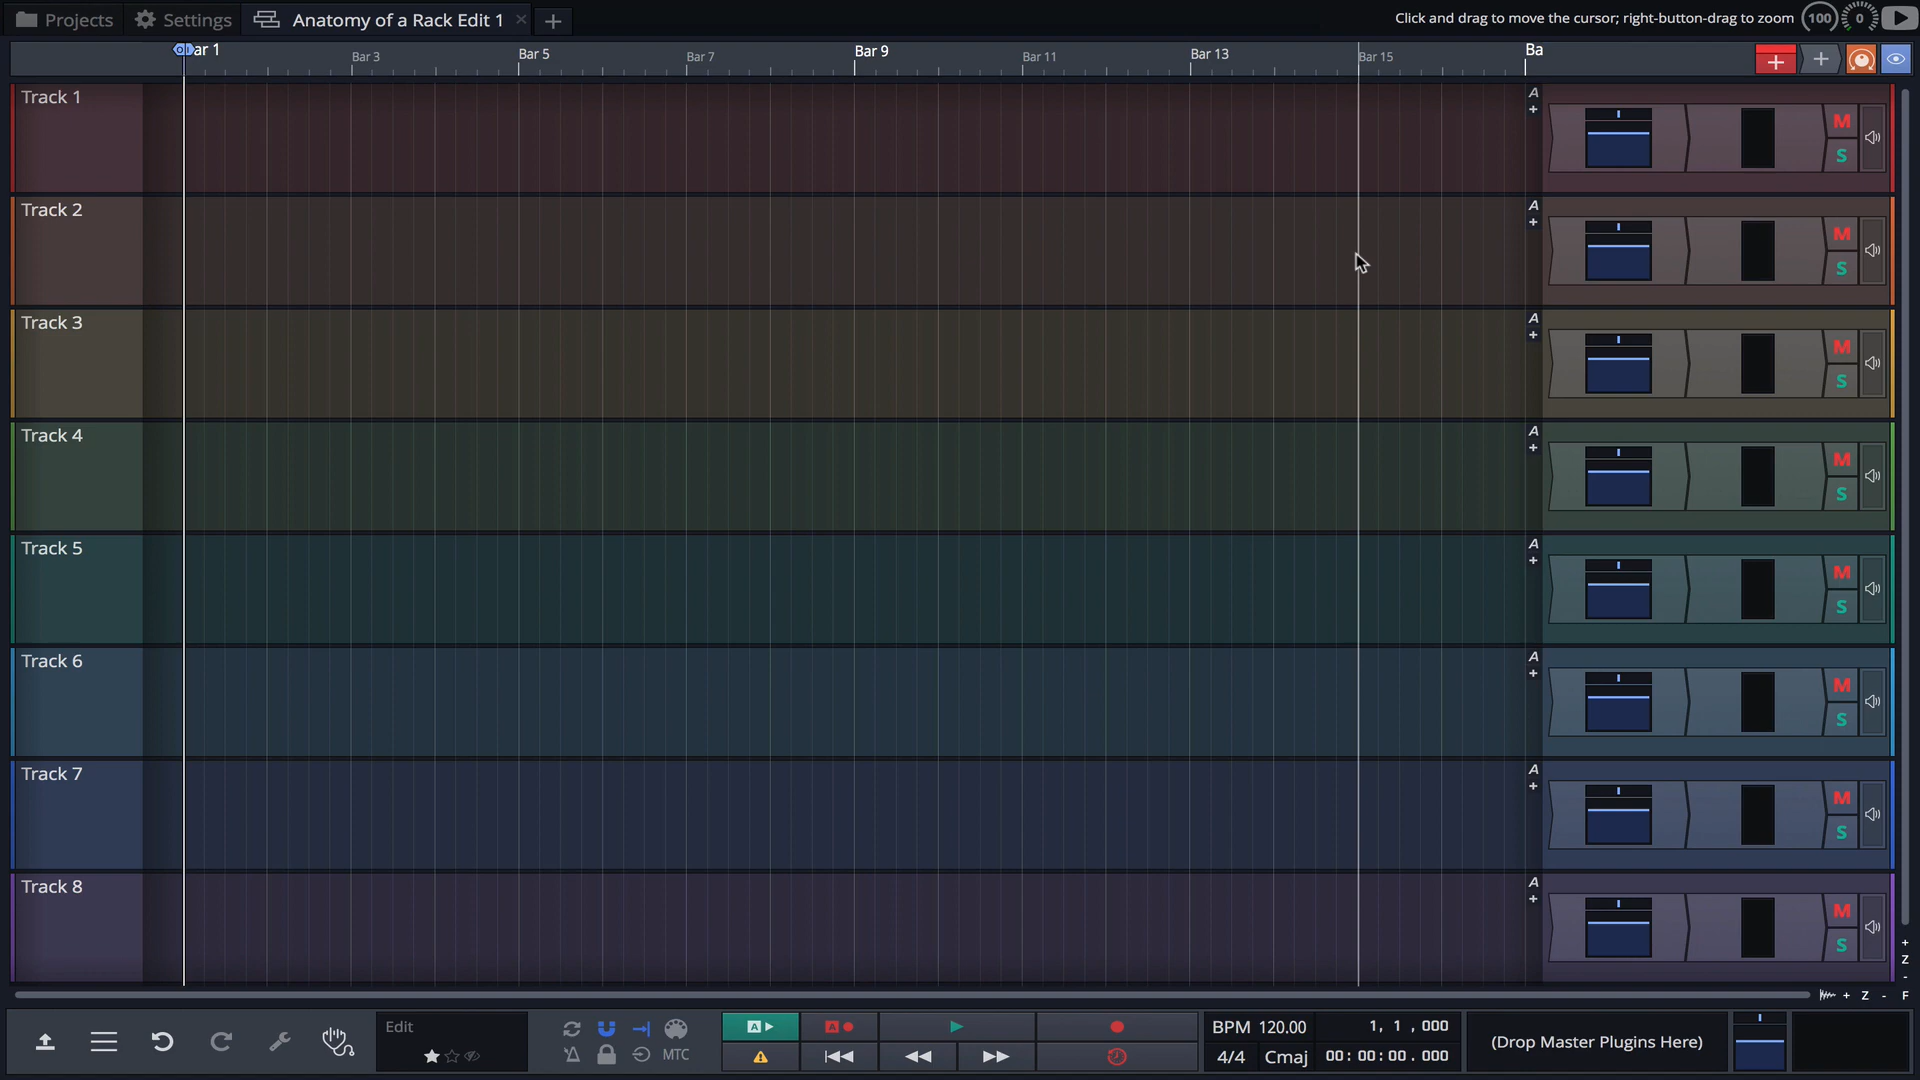 Projects
Settings
Anatomy of a Rack Edit 1
Click and drag to move the cursor; right-button-drag to zoom
100
0
ar 1
Bar 3
Bar 5
Bar 7
Bar 9
Bar 11
Bar 13
Bar 15
Ba
Track 1
A
M
S
Track 2
A
M
S
Track 3
A
M
S
Track 4
A
M
S
Track 5
A
M
S
Track 6
A
M
S
Track 7
A
M
S
Track 8
A
M
S
+
Z
-
+ Z - F
Edit
MTC
A
A
BPM 120.00
1, 1 , 000
4/4 Cmaj
00: 00: 00 . 000
(Drop Master Plugins Here)